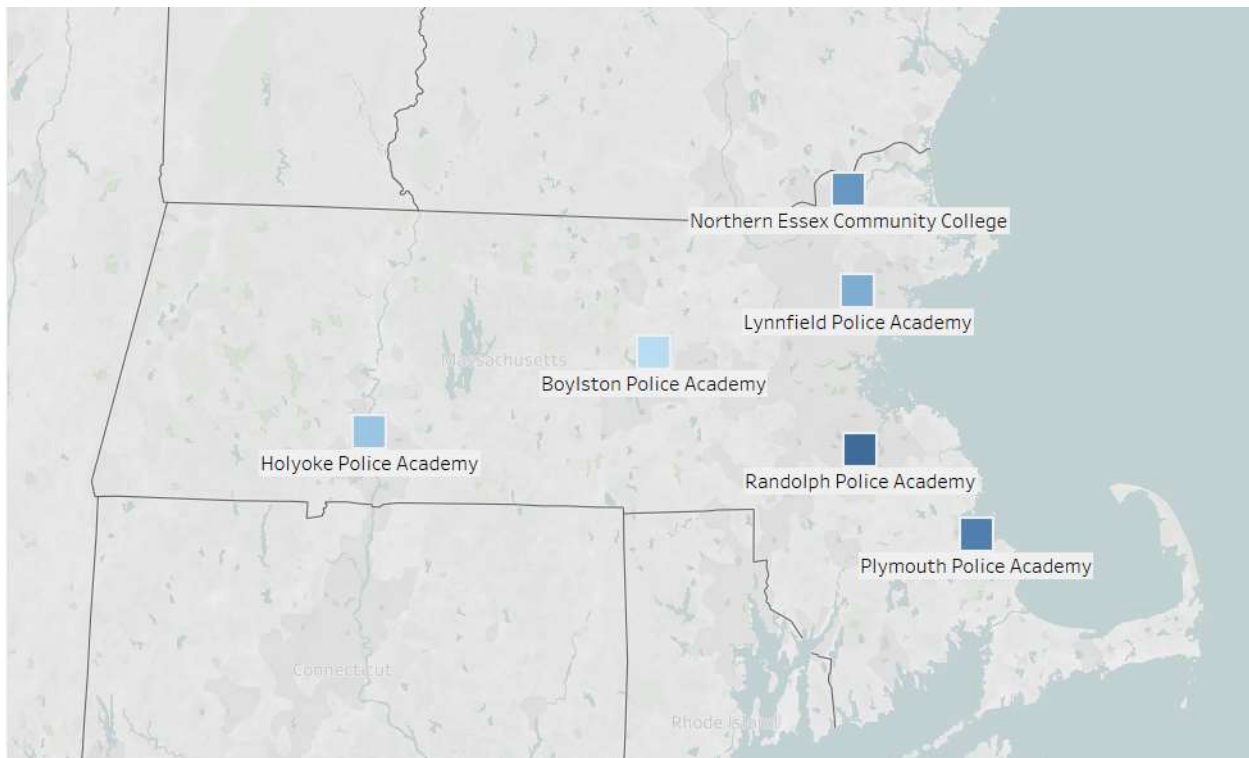 Northern Essex Community College
Lynnfield Police Academy
Massachusetts
Boylston Police Academy
Holyoke Police Academy
Randolph Police Academy
Plymouth Police Academy
Connecticut
Rhode Island